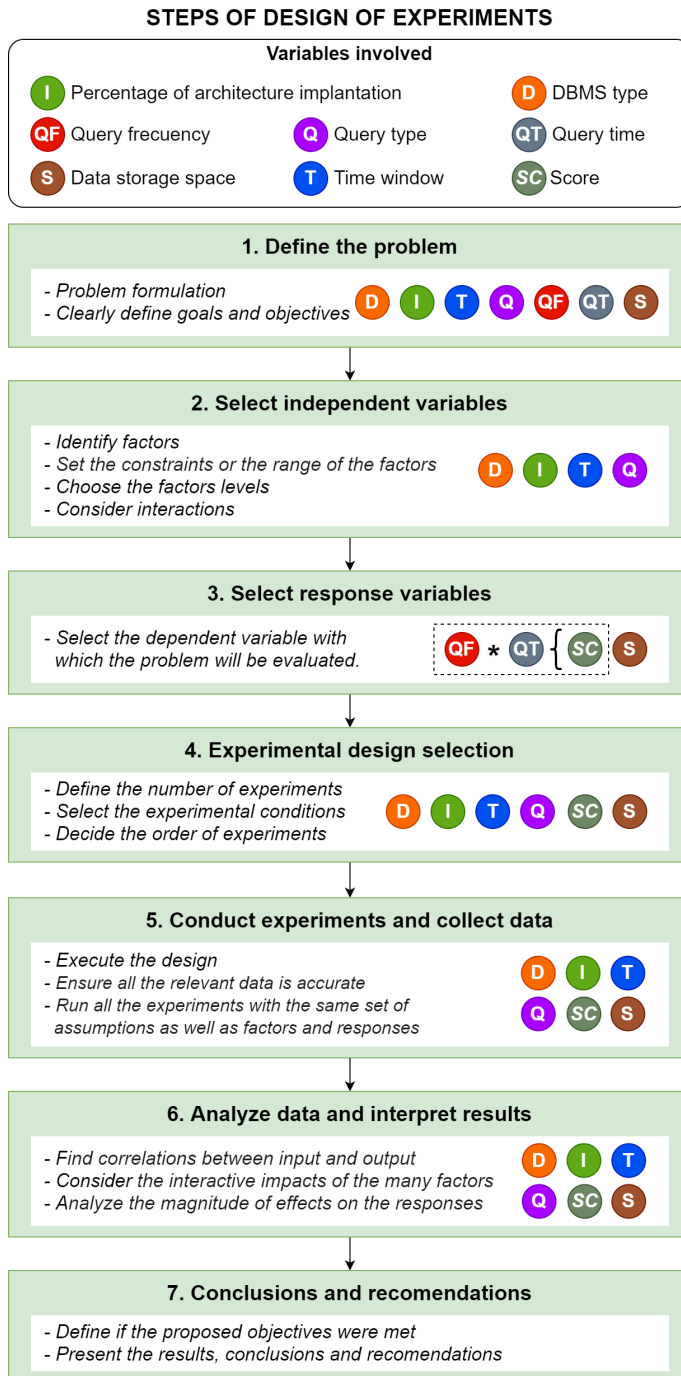 STEPS OF DESIGN OF EXPERIMENTS
Variables involved
I Percentage of architecture implantation
D DBMS type
QF Query frecuency
Q Query type
QT Query time
S Data storage space
T Time window
SC Score
1. Define the problem
- Problem formulation
- Clearly define goals and objectives
D I T Q QF QT S
2. Select independent variables
- Identify factors
- Set the constraints or the range of the factors
- Choose the factors levels
- Consider interactions
D I T Q
3. Select response variables
- Select the dependent variable with
which the problem will be evaluated.
QF * QT { SC S
4. Experimental design selection
- Define the number of experiments
- Select the experimental conditions
- Decide the order of experiments
D I T Q SC S
5. Conduct experiments and collect data
- Execute the design
- Ensure all the relevant data is accurate
- Run all the experiments with the same set of
assumptions as well as factors and responses
D I T
Q SC S
6. Analyze data and interpret results
- Find correlations between input and output
- Consider the interactive impacts of the many factors
- Analyze the magnitude of effects on the responses
D I T
Q SC S
7. Conclusions and recomendations
- Define if the proposed objectives were met
- Present the results, conclusions and recomendations